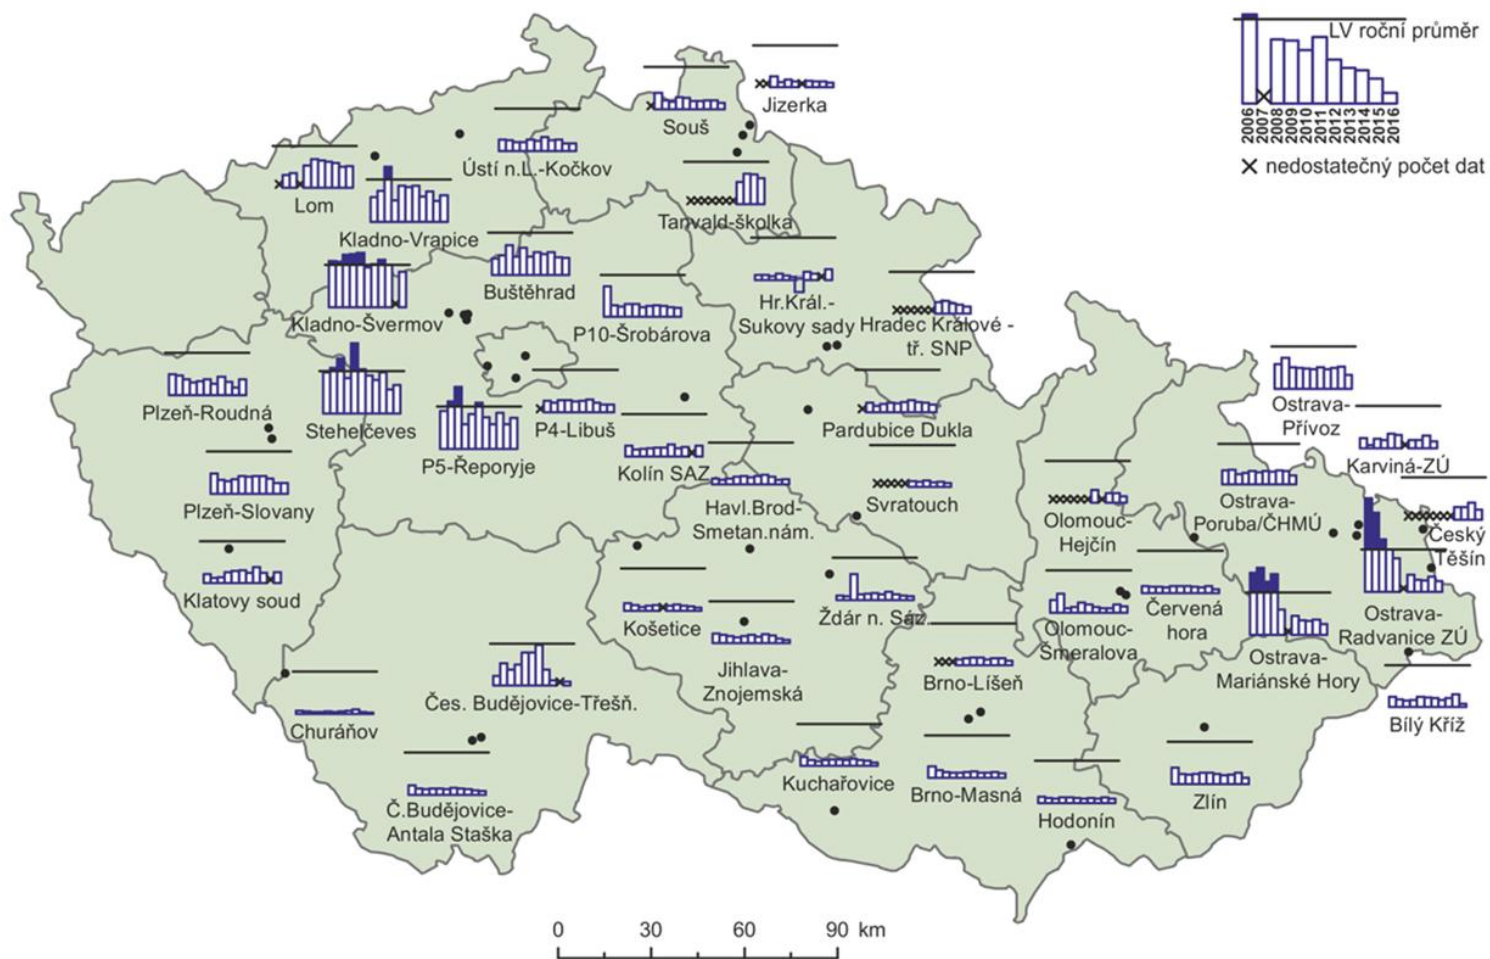 LV roční průměr
2006
2007
2008
2009
2010
2011
2012
2013
2014
2015
2016
nedostatečný počet dat
Jizerka
Souš
Ústí n.L.-Kočkov
Lom
Tanvald-školka
Kladno-Vrapice
Buštěhrad
Hr.Král.-
Sukovy sady
Hradec Králové -
tř. SNP
Kladno-Švermov
P10-Šrobárova
Plzeň-Roudná
Stehelčeves
P4-Libuš
Pardubice Dukla
Ostrava-
Přívoz
P5-Řeporyje
Kolín SAZ
Karviná-ZÚ
Plzeň-Slovany
Havl.Brod-
Smetan.nám.
Svratouch
Olomouc-
Hejčín
Ostrava-
Poruba/ČHMÚ
Český
Těšín
Klatovy soud
Košetice
Ždár n. Sáz.
Olomouc-
Šmeralova
Červená
hora
Ostrava-
Radvanice ZÚ
Jihlava-
Znojemská
Brno-Líšeň
Ostrava-
Mariánské Hory
Čes. Budějovice-Třešň.
Churáňov
Bílý Kříž
Kuchařovice
Brno-Masná
Zlín
Č.Budějovice-
Antala Staška
Hodonín
0 30 60 90 km